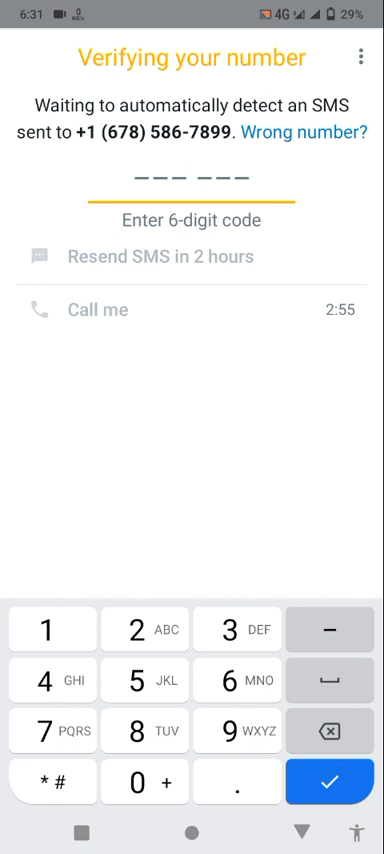 6:31 0 KB/s 4G 29%
Verifying your number
Waiting to automatically detect an SMS
sent to +1 (678) 586-7899. Wrong number?
Enter 6-digit code
Resend SMS in 2 hours
Call me 2:55
1 2 ABC 3 DEF –
4 GHI 5 JKL 6 MNO
7 PQRS 8 TUV 9 WXYZ
* # 0 + .